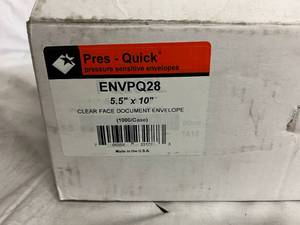 Pres - Quick
pressure sensitive envelopes
ENVPQ28
5.5" x 10"
CLEAR FACE DOCUMENT ENVELOPE
(1000/Case)
Made in the U.S.A.